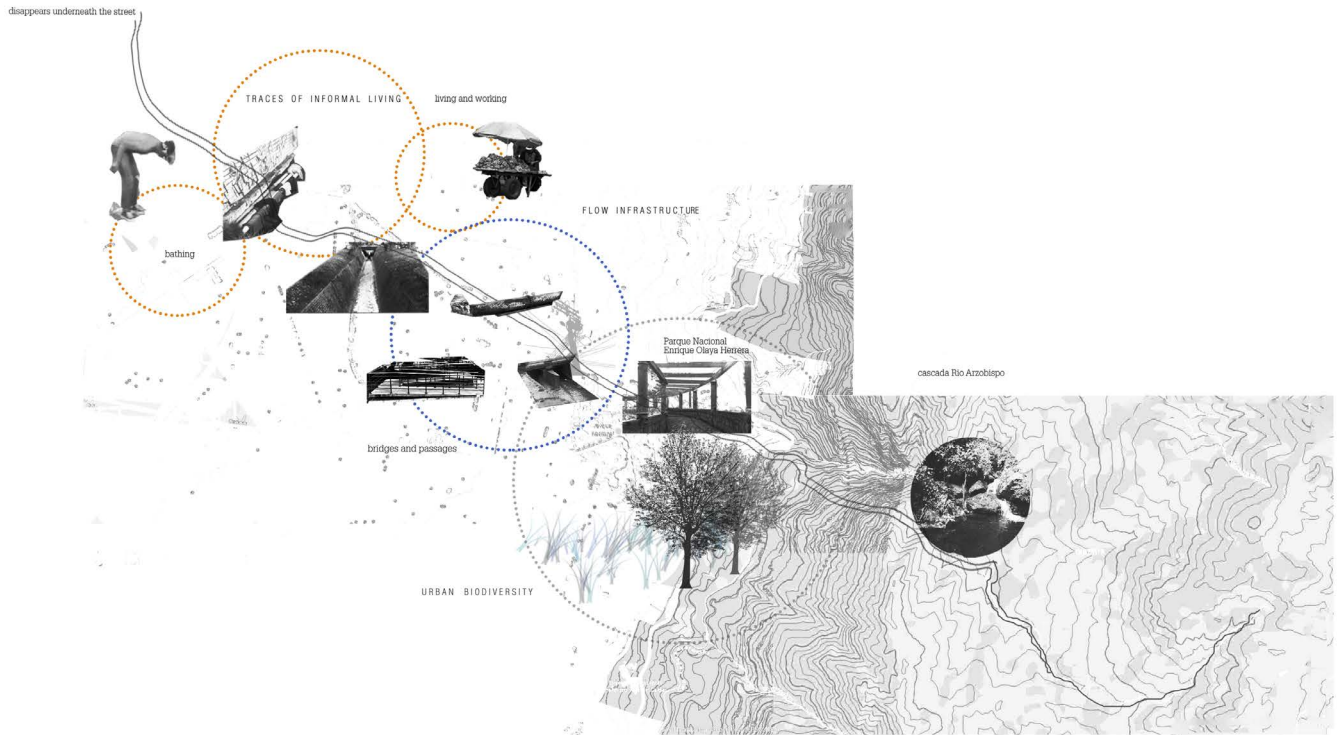 disappears underneath the street
TRACES OF INFORMAL LIVING
living and working
FLOW INFRASTRUCTURE
bathing
Parque Nacional
Enrique Olaya Herrera
cascada Rio Arzobispo
bridges and passages
URBAN BIODIVERSITY